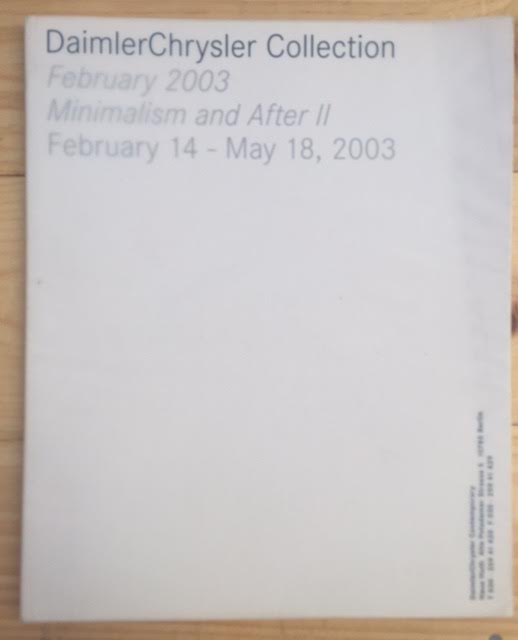 DaimlerChrysler Collection
February 2003
Minimalism and After II
February 14 - May 18, 2003
DaimlerChrysler Contemporary
Haus Huth Alte Potsdamer Strasse 5 10785 Berlin